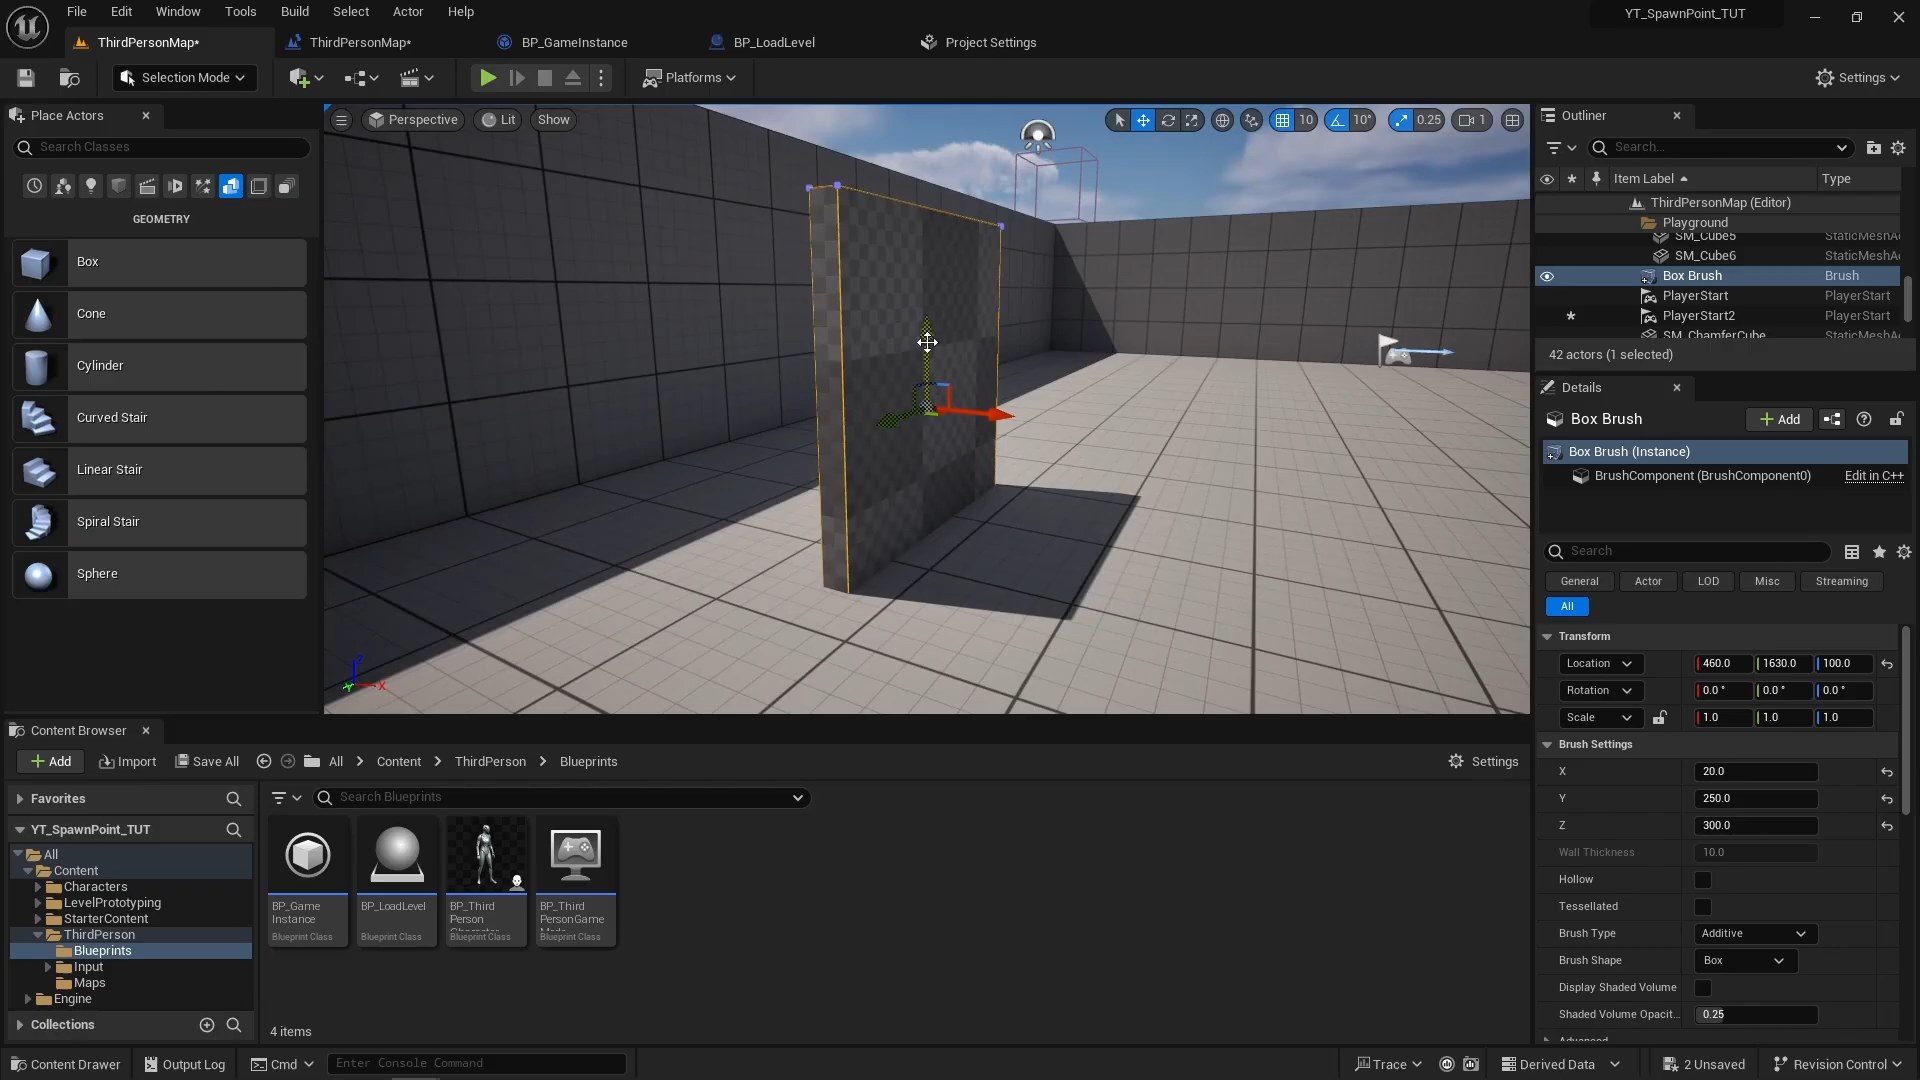 File Edit Window Tools Build Select Actor Help
YT_SpawnPoint_TUT
ThirdPersonMap* ThirdPersonMap* BP_GameInstance BP_LoadLevel Project Settings
Selection Mode Platforms Settings
Place Actors
Search Classes
GEOMETRY
Box
Cone
Cylinder
Curved Stair
Linear Stair
Spiral Stair
Sphere
Perspective Lit Show 10 10° 0.25 1
Z
X
Y
Outliner
Search...
Item Label Type
ThirdPersonMap (Editor)
Playground
SM_Cube5 StaticMeshA
SM_Cube6 StaticMeshA
Box Brush Brush
PlayerStart PlayerStart
PlayerStart2 PlayerStart
SM_ChamferCube StaticMeshA
42 actors (1 selected)
Details
Box Brush Add
Box Brush (Instance)
BrushComponent (BrushComponent0) Edit in C++
Search
General Actor LOD Misc Streaming
All
Transform
Location 460.0 1630.0 100.0
Rotation 0.0 ° 0.0 ° 0.0 °
Scale 1.0 1.0 1.0
Brush Settings
X 20.0
Y 250.0
Z 300.0
Wall Thickness 10.0
Hollow
Tessellated
Brush Type Additive
Brush Shape Box
Display Shaded Volume
Shaded Volume Opacit... 0.25
Advanced
Content Browser
Add Import Save All All Content ThirdPerson Blueprints Settings
Favorites
YT_SpawnPoint_TUT
All
Content
Characters
LevelPrototyping
StarterContent
ThirdPerson
Blueprints
Input
Maps
Engine
Collections
Search Blueprints
BP_Game
Instance
Blueprint Class
BP_LoadLevel
Blueprint Class
BP_Third
Person
Character
Blueprint Class
BP_Third
PersonGame
Mode
Blueprint Class
4 items
Content Drawer Output Log Cmd Enter Console Command Trace Derived Data 2 Unsaved Revision Control